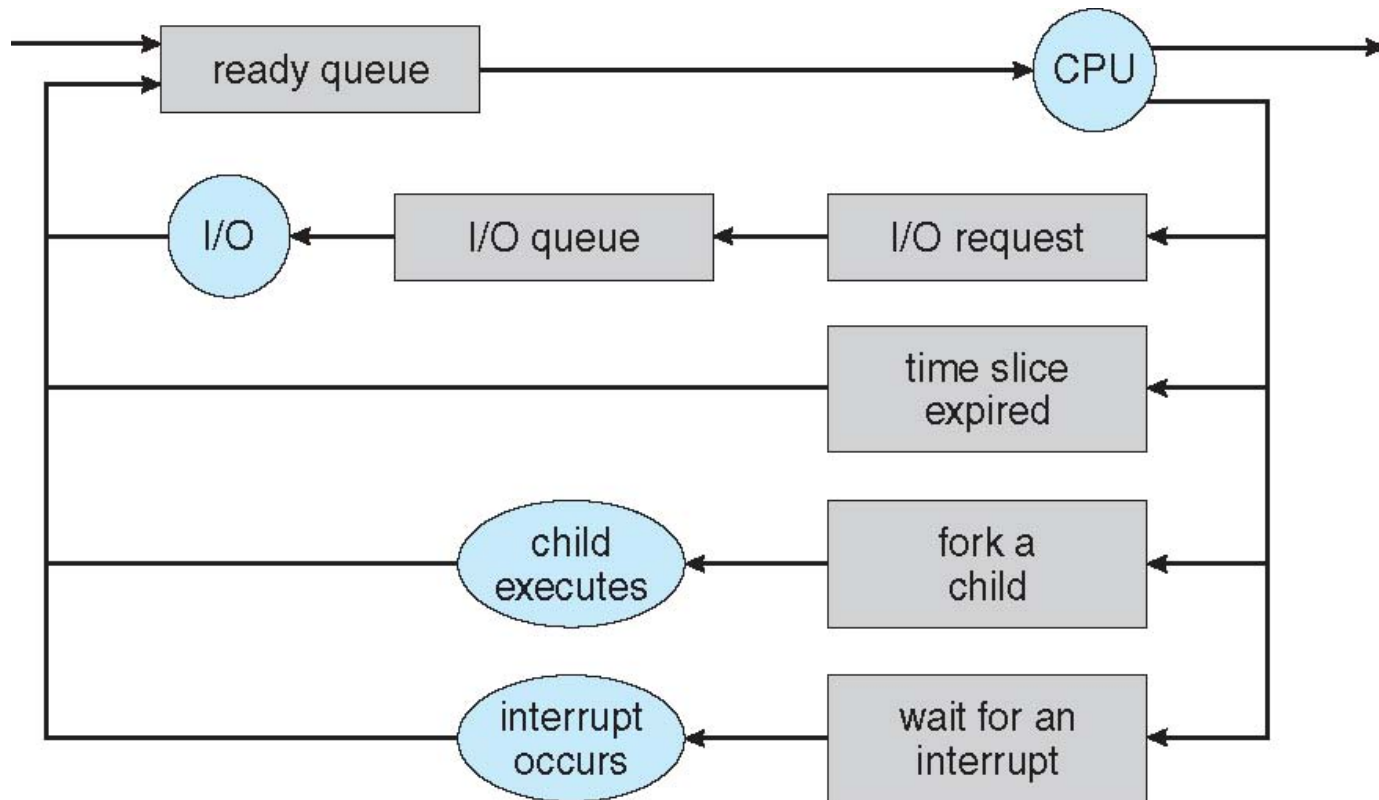 ready queue
CPU
I/O
I/O queue
I/O request
time slice
expired
child
executes
fork a
child
interrupt
occurs
wait for an
interrupt